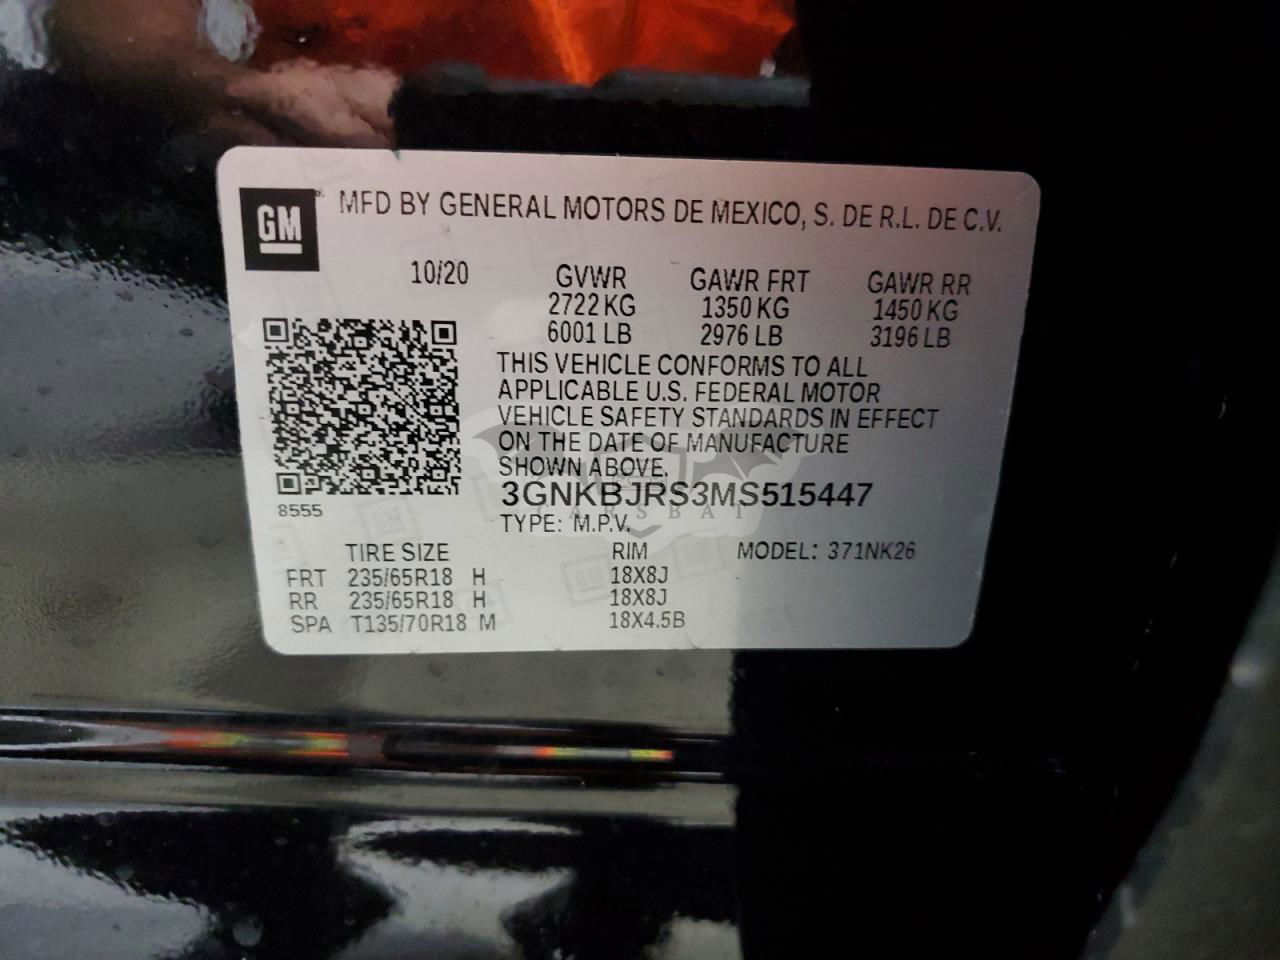 GM
MFD BY GENERAL MOTORS DE MEXICO, S. DE R.L. DE C.V.
10/20 GVWR GAWR FRT GAWR RR
2722 KG 1350 KG 1450 KG
6001 LB 2976 LB 3196 LB
THIS VEHICLE CONFORMS TO ALL
APPLICABLE U.S. FEDERAL MOTOR
VEHICLE SAFETY STANDARDS IN EFFECT
ON THE DATE OF MANUFACTURE
SHOWN ABOVE.
3GNKBJRS3MS515447
8555
CARSBAT
TYPE: M.P.V.
TIRE SIZE RIM MODEL: 371NK26
FRT 235/65R18 H 18X8J
RR 235/65R18 H 18X8J
SPA T135/70R18 M 18X4.5B